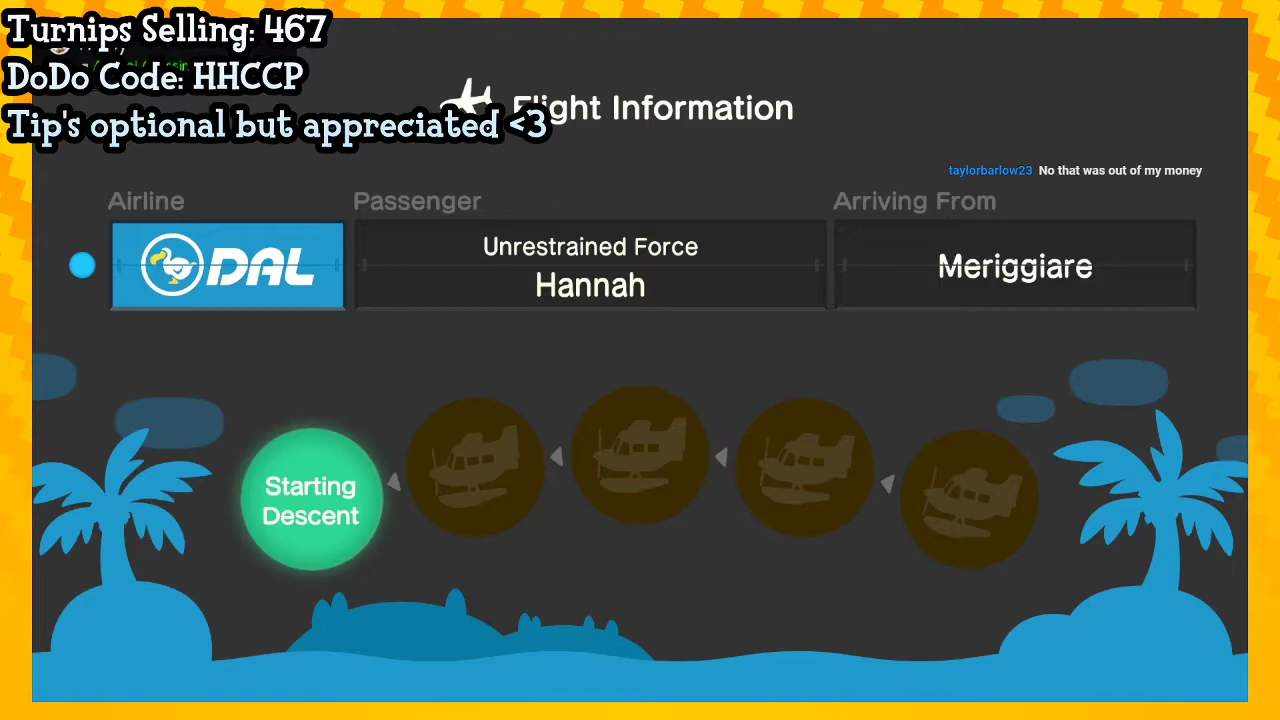 Turnips Selling: 467
DoDo Code: HHCCP
Tip's optional but appreciated <3
Flight Information
taylorbarlow23 No that was out of my money
Airline
Passenger
Arriving From
DAL
Unrestrained Force
Hannah
Meriggiare
Starting
Descent